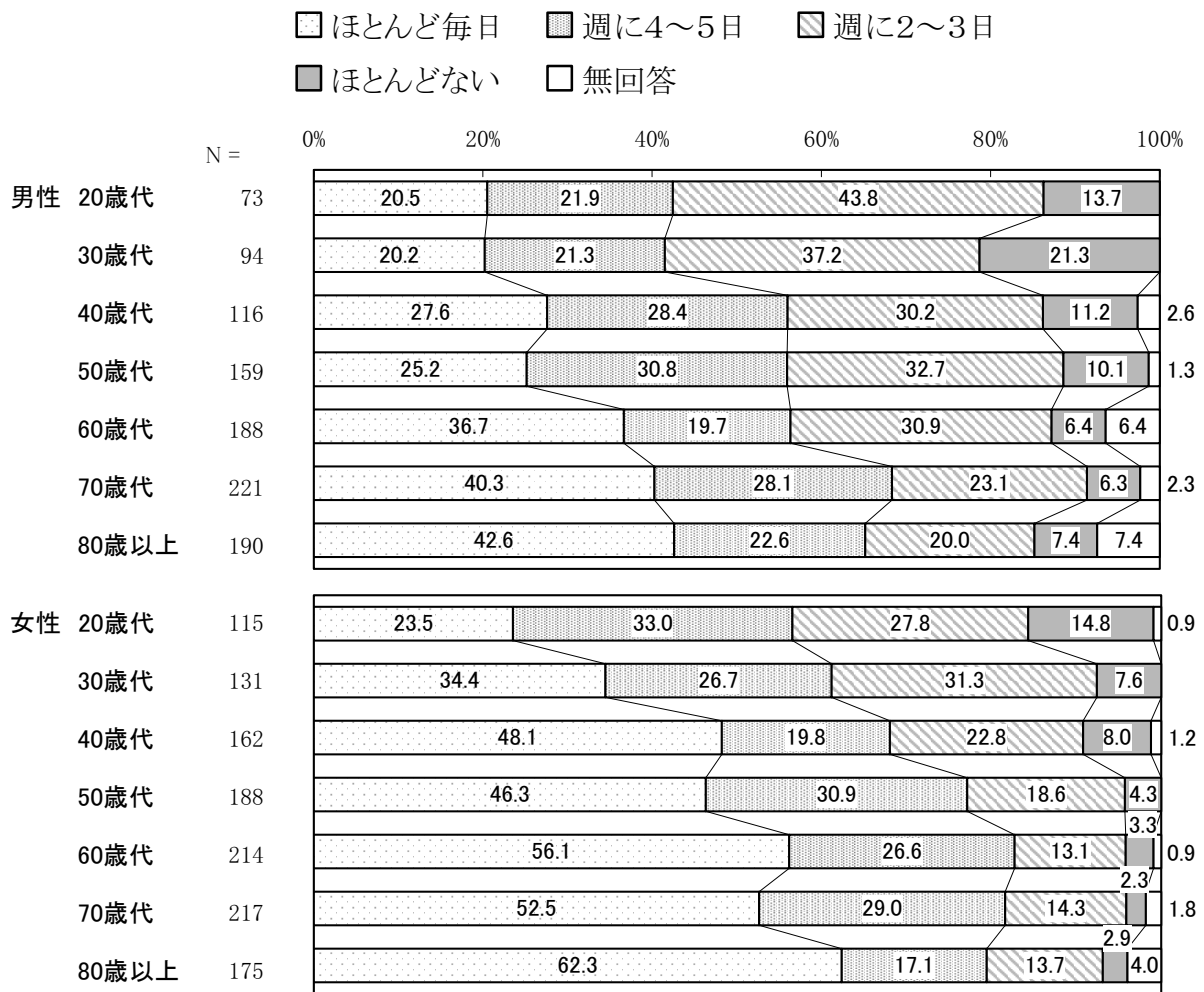 ほとんど毎日 週に4～5日 週に2～3日
ほとんどない 無回答
0% 20% 40% 60% 80% 100%
N =
男性 20歳代 73 20.5 21.9 43.8 13.7
30歳代 94 20.2 21.3 37.2 21.3
40歳代 116 27.6 28.4 30.2 11.2 2.6
50歳代 159 25.2 30.8 32.7 10.1 1.3
60歳代 188 36.7 19.7 30.9 6.4 6.4
70歳代 221 40.3 28.1 23.1 6.3 2.3
80歳以上 190 42.6 22.6 20.0 7.4 7.4
女性 20歳代 115 23.5 33.0 27.8 14.8 0.9
30歳代 131 34.4 26.7 31.3 7.6
40歳代 162 48.1 19.8 22.8 8.0 1.2
50歳代 188 46.3 30.9 18.6 4.3
60歳代 214 56.1 26.6 13.1 3.3 0.9
70歳代 217 52.5 29.0 14.3 2.3 1.8
80歳以上 175 62.3 17.1 13.7 2.9 4.0